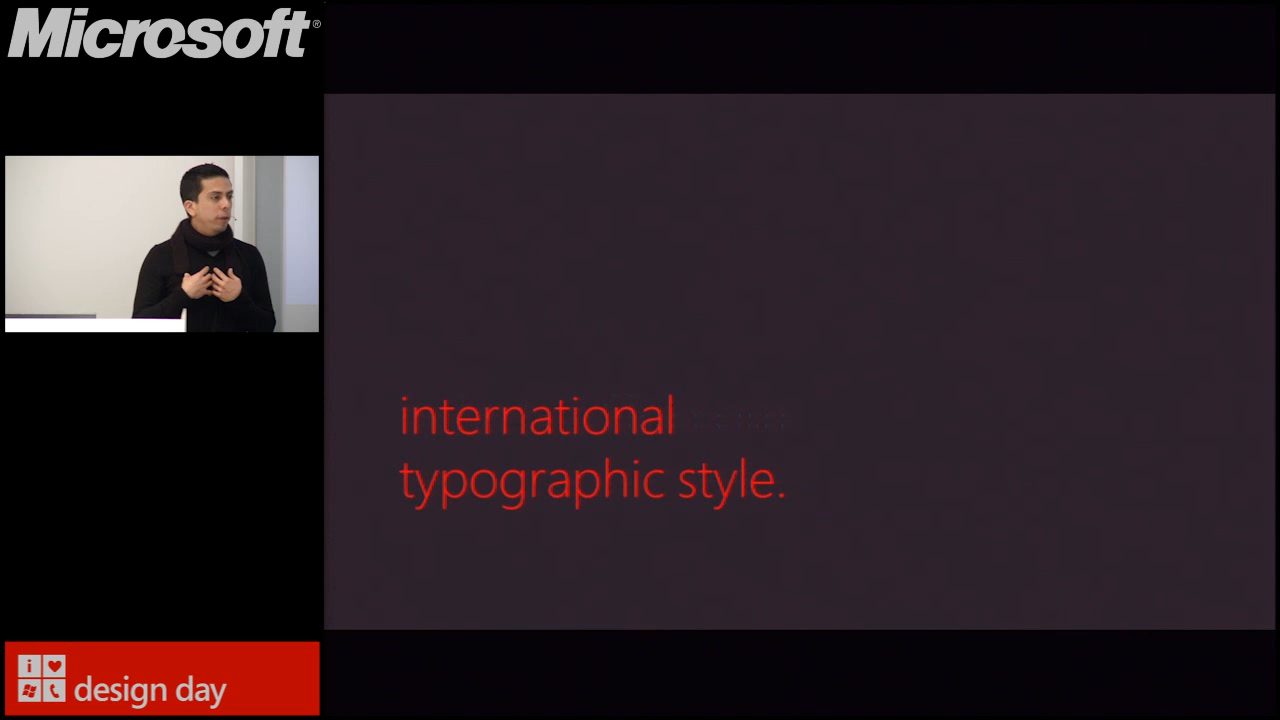 Microsoft®
international
typographic style.
i
design day